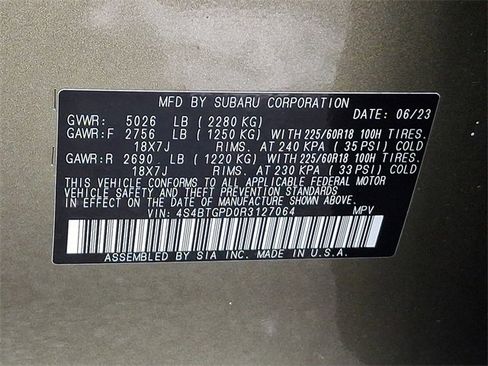 MFD BY SUBARU CORPORATION
DATE: 06/23
GVWR: 5026 LB (2280 KG)
GAWR:F 2756 LB (1250 KG) WITH 225/60R18 100H TIRES.
18X7J RIMS. AT 240 KPA (35 PSI) COLD
GAWR:R 2690 LB (1220 KG) WITH 225/60R18 100H TIRES.
18X7J RIMS. AT 230 KPA (33 PSI) COLD
THIS VEHICLE CONFORMS TO ALL APPLICABLE FEDERAL MOTOR
VEHICLE SAFETY, BUMPER, AND THEFT PREVENTION STANDARDS
IN EFFECT ON THE DATE OF MANUFACTURE SHOWN ABOVE.
VIN: 4S4BTGPD0R3127064 MPV
ASSEMBLED BY SIA INC. MADE IN U.S.A.